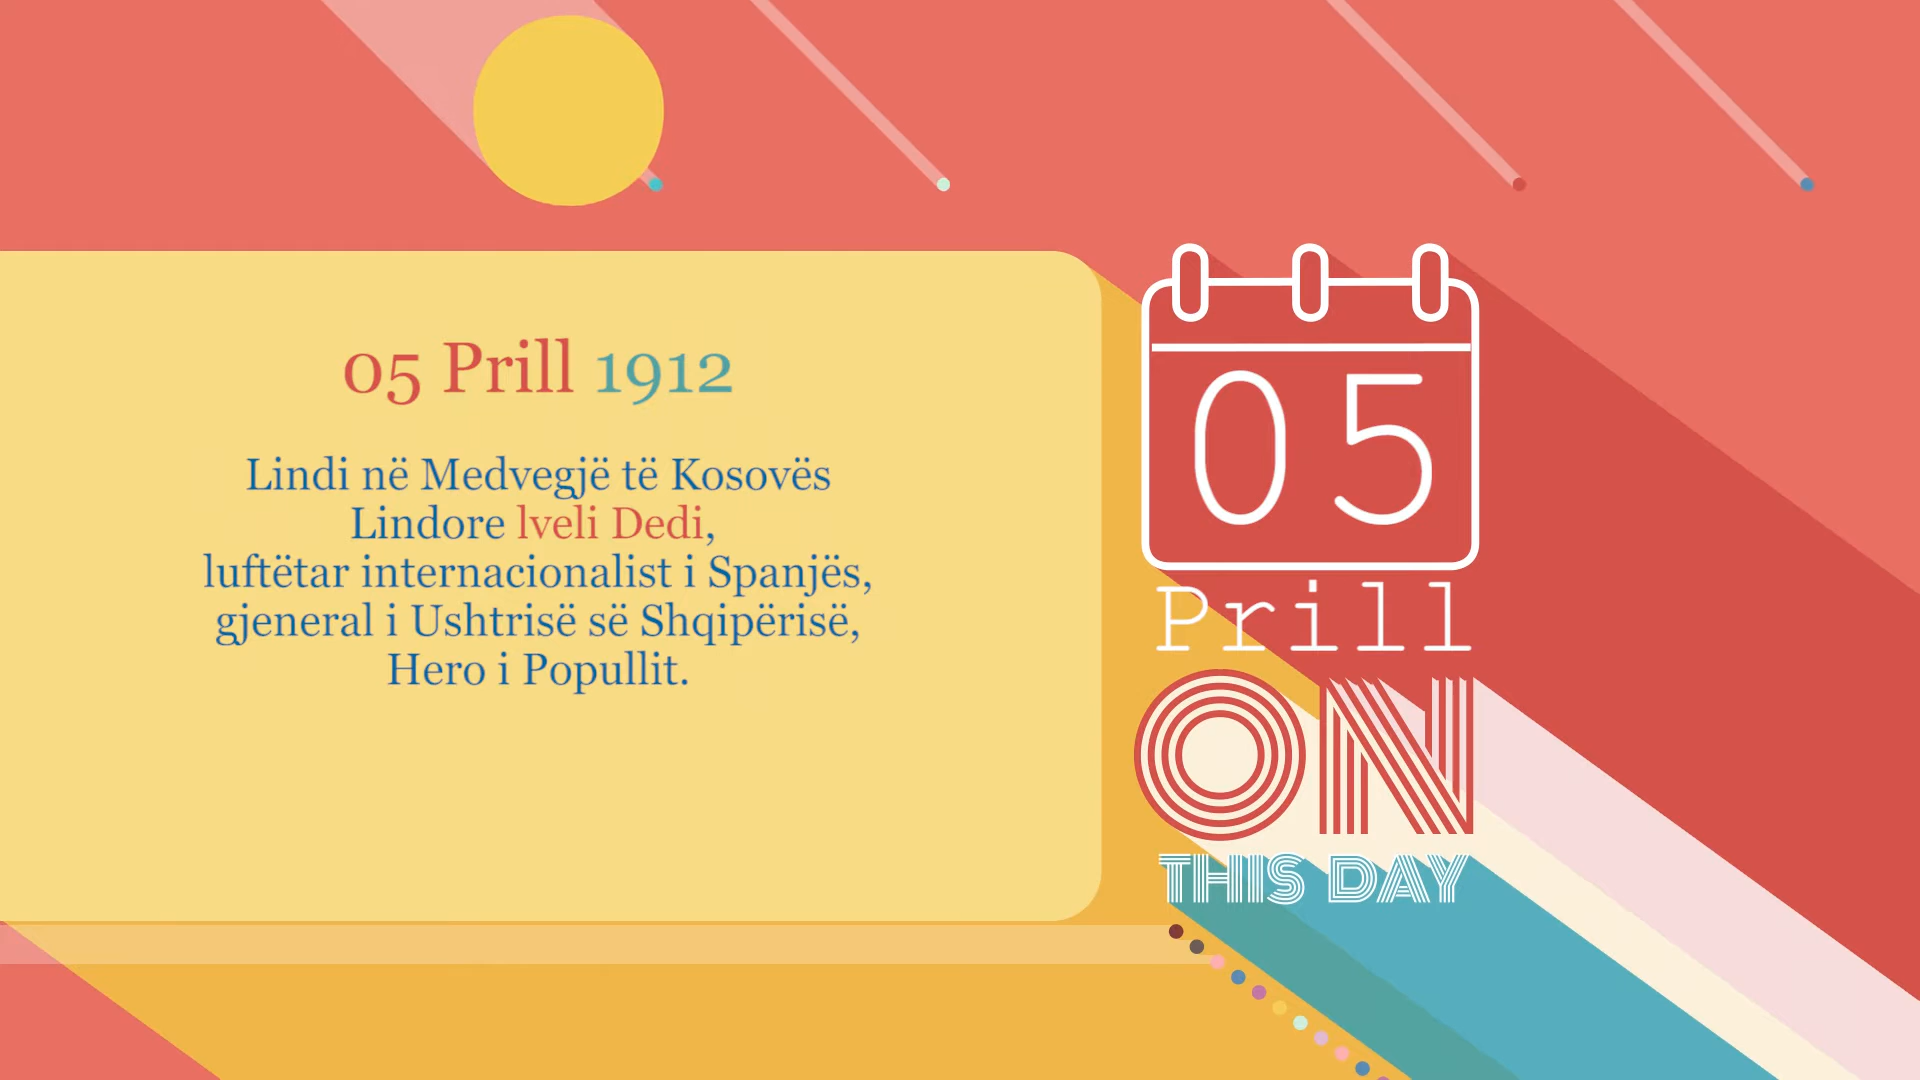 05 Prill 1912
Lindi në Medvegjë të Kosovës
Lindore lveli Dedi,
luftëtar internacionalist i Spanjës,
gjeneral i Ushtrisë së Shqipërisë,
Hero i Popullit.
05
Prill
ON
THIS DAY